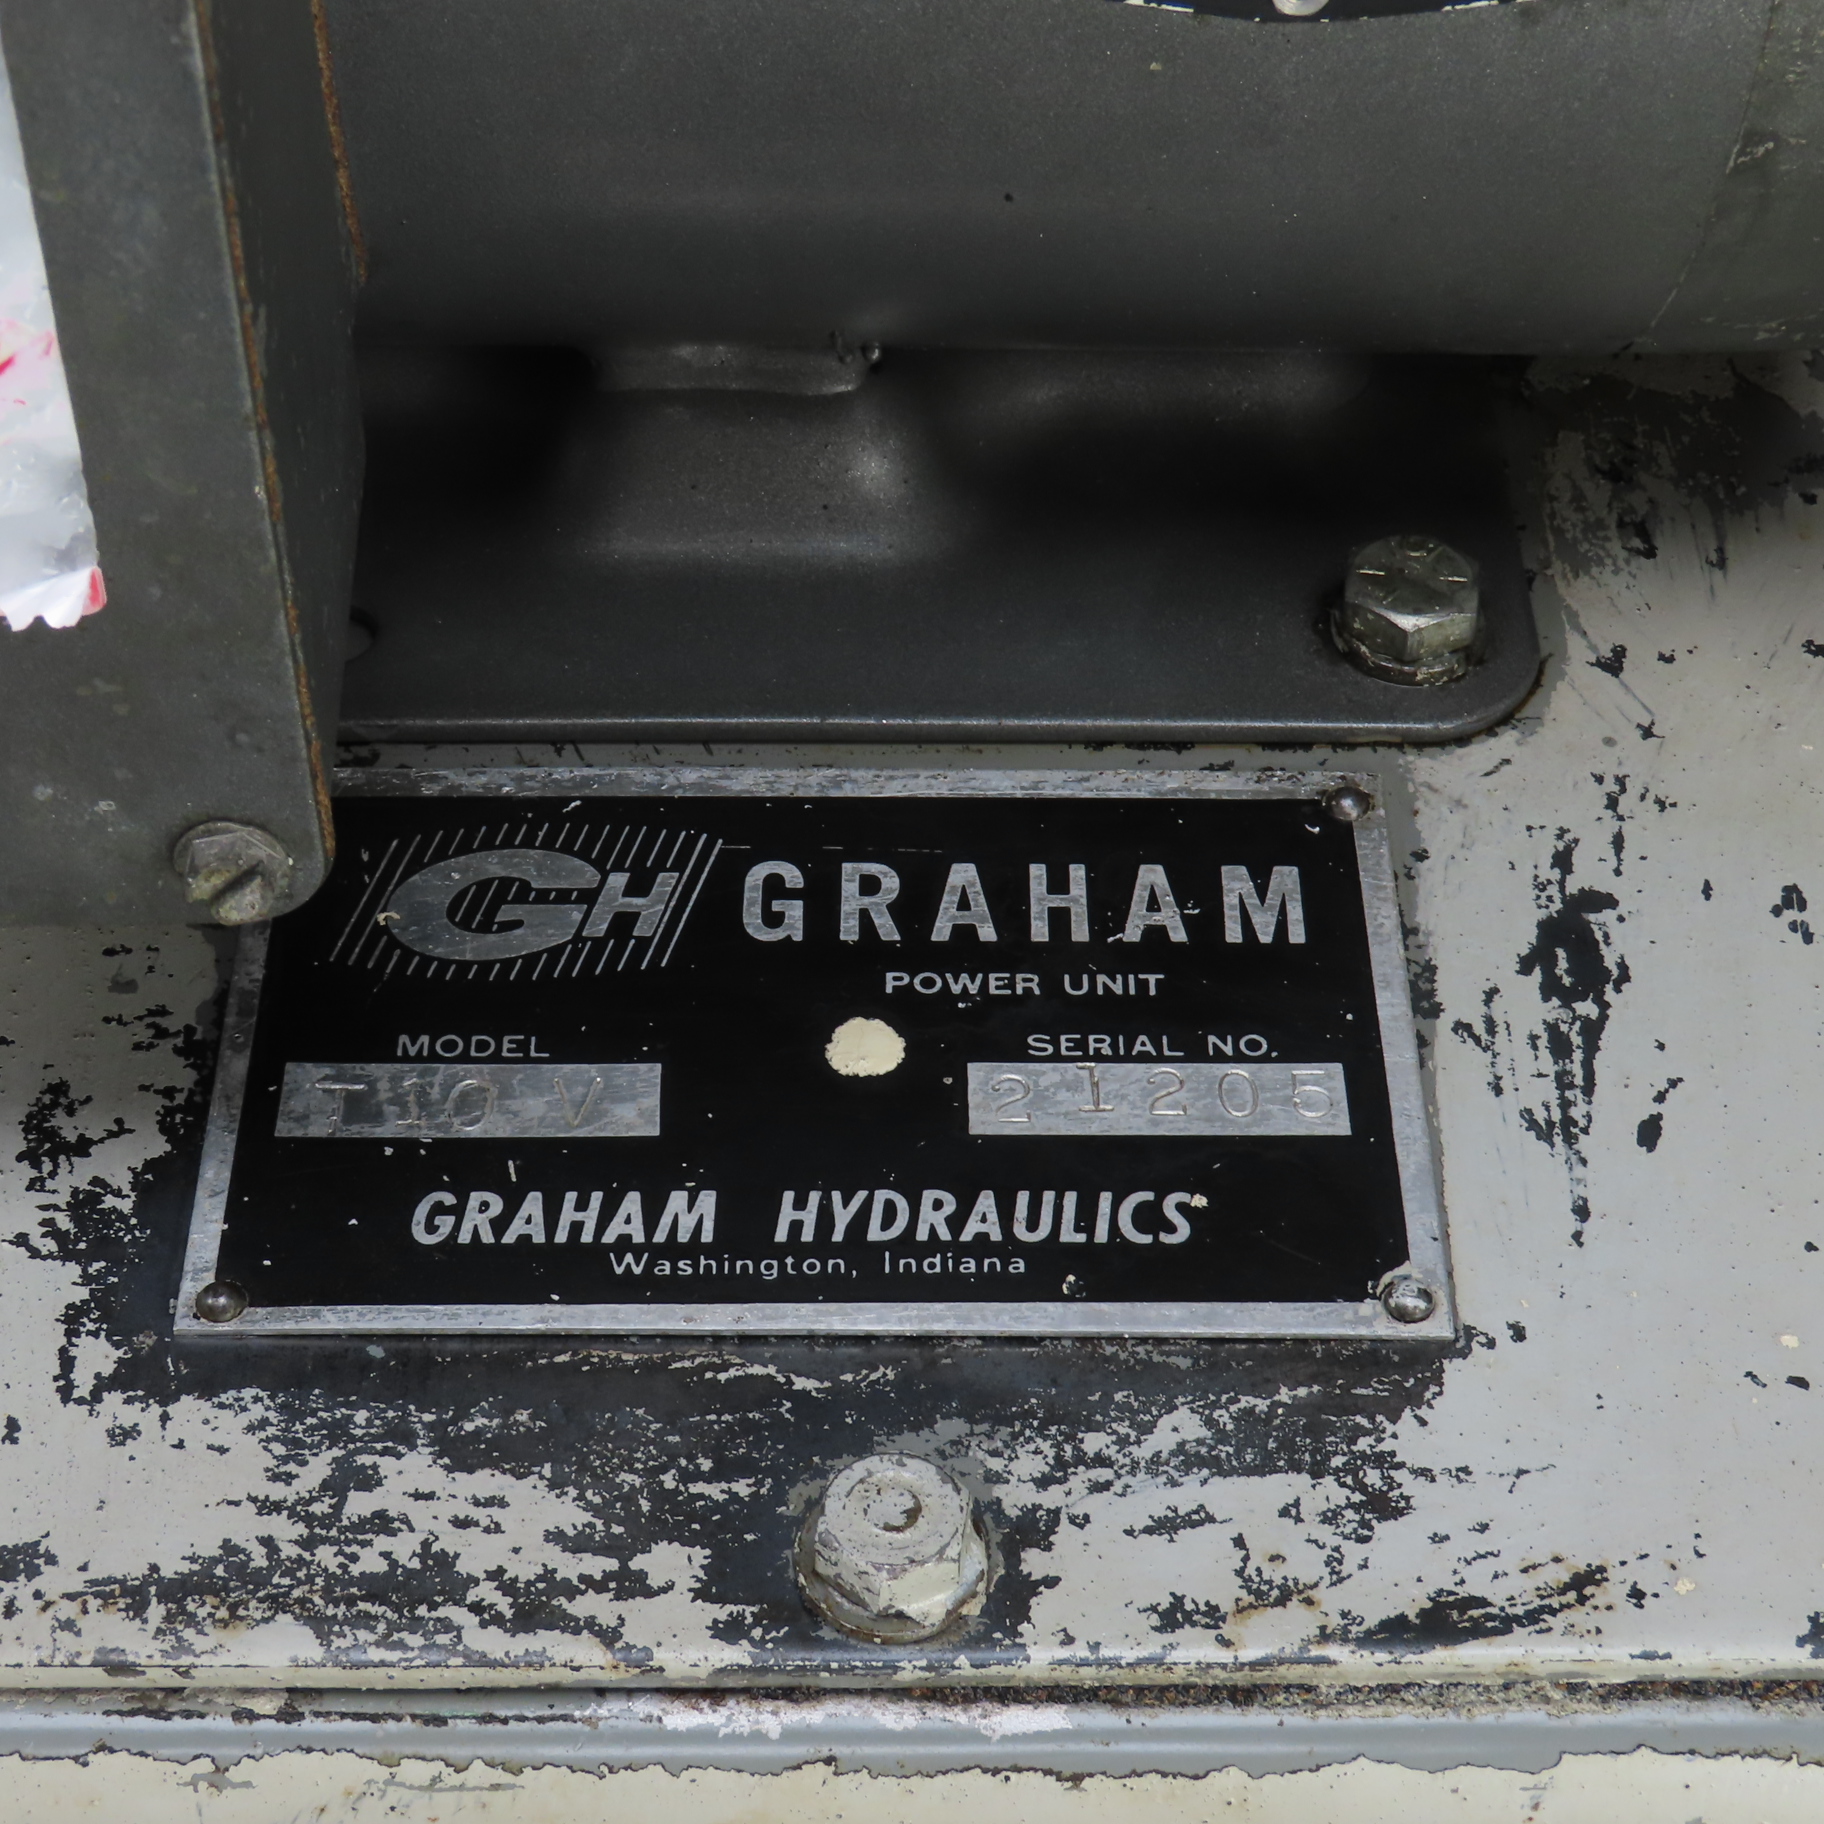 GH GRAHAM
POWER UNIT
MODEL SERIAL NO.
T10 V 21205
GRAHAM HYDRAULICS
Washington, Indiana